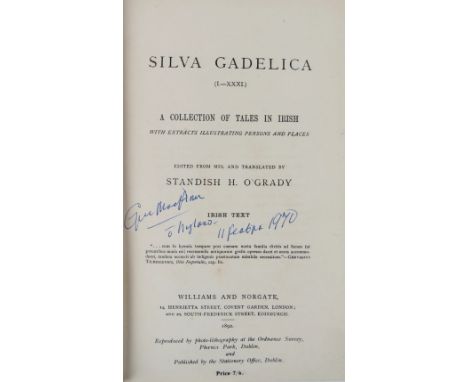 SILVA GADELICA
(I.—XXXI.)
A COLLECTION OF TALES IN IRISH
WITH EXTRACTS ILLUSTRATING PERSONS AND PLACES
EDITED FROM MSS. AND TRANSLATED BY
STANDISH H. O'GRADY
IRISH TEXT
11 Feabra 1970
WILLIAMS AND NORGATE,
14, HENRIETTA STREET, COVENT GARDEN, LONDON;
AND 20, SOUTH FREDERICK STREET, EDINBURGH.
1892.
Reproduced by photo-lithography at the Ordnance Survey,
Phœnix Park, Dublin,
and
Published by the Stationery Office, Dublin.
Price 7/6.